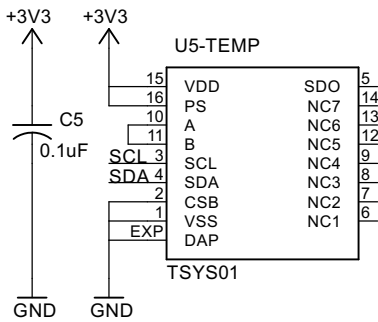 +3V3 +3V3
U5-TEMP
15 VDD SDO 5
16 PS NC7 14
10 A NC6 13
11 B NC5 12
SCL 3 SCL NC4 9
SDA 4 SDA NC3 8
2 CSB NC2 7
1 VSS NC1 6
EXP DAP
TSYS01
C5
0.1uF
GND GND